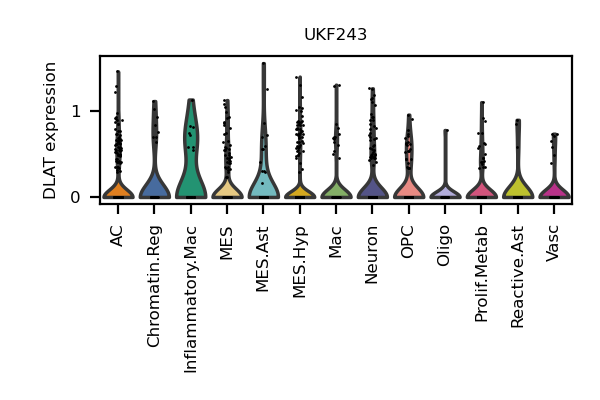 UKF243
DLAT expression
1
0
AC
Chromatin.Reg
Inflammatory.Mac
MES
MES.Ast
MES.Hyp
Mac
Neuron
OPC
Oligo
Prolif.Metab
Reactive.Ast
Vasc